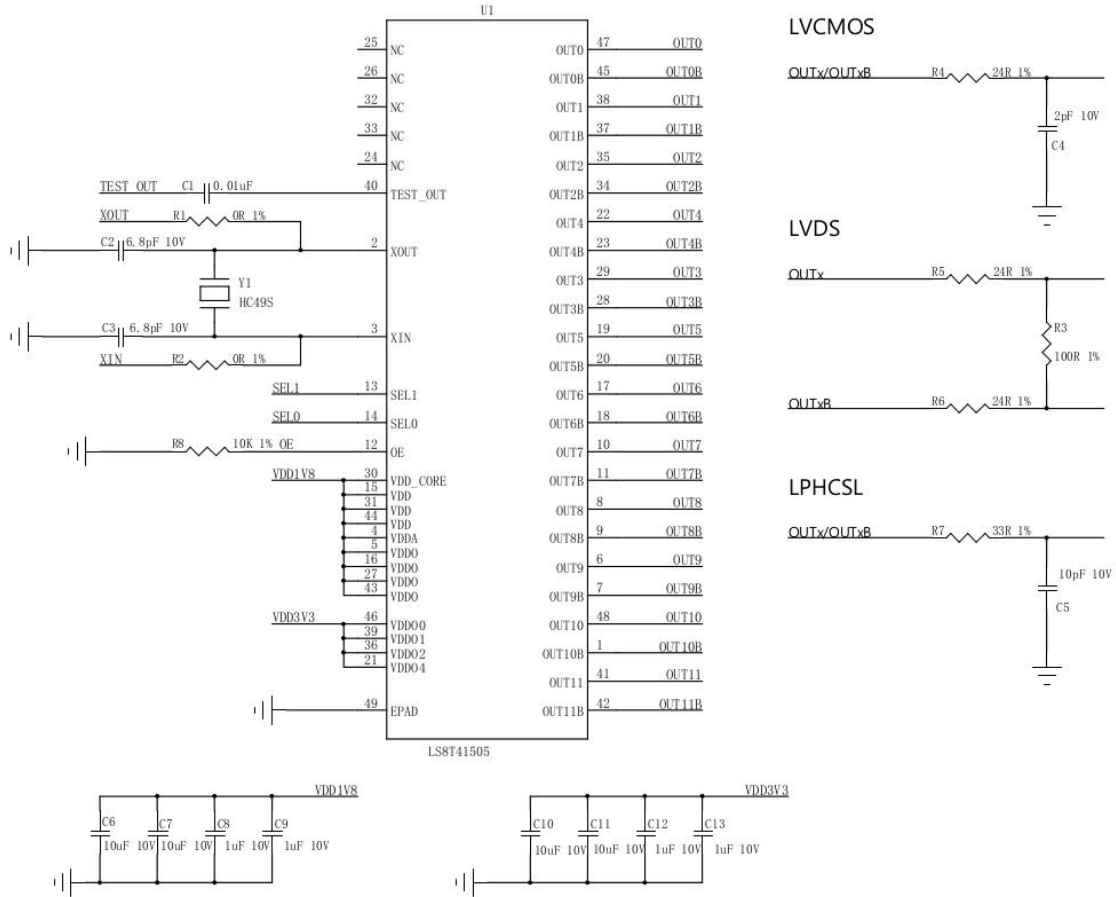 U1
25 NC OUT0 47 OUT0
26 NC OUT0B 45 OUT0B
32 NC OUT1 38 OUT1
33 NC OUT1B 37 OUT1B
24 NC OUT2 35 OUT2
TEST_OUT C1 0.01uF 40 TEST_OUT OUT2B 34 OUT2B
XOUT R1 0R 1% OUT4 22 OUT4
C2 6.8pF 10V 2 XOUT OUT4B 23 OUT4B
Y1 OUT3 29 OUT3
HC49S OUT3B 28 OUT3B
C3 6.8pF 10V 3 XIN OUT5 19 OUT5
XIN R2 0R 1% OUT5B 20 OUT5B
SEL1 13 SEL1 OUT6 17 OUT6
SEL0 14 SEL0 OUT6B 18 OUT6B
R8 10K 1% OE 12 OE OUT7 10 OUT7
VDD1V8 30 VDD_CORE OUT7B 11 OUT7B
15 VDD
31 VDD OUT8 8 OUT8
44 VDD
4 VDDA OUT8B 9 OUT8B
5 VDDO
16 VDDO OUT9 6 OUT9
27 VDDO
43 VDDO OUT9B 7 OUT9B
VDD3V3 46 VDDO0 OUT10 48 OUT10
39 VDDO1
36 VDDO2 OUT10B 1 OUT10B
21 VDDO4
OUT11 41 OUT11
49 EPAD OUT11B 42 OUT11B
LS8T41505
LVCMOS
OUTx/OUTxB R4 24R 1%
2pF 10V
C4
LVDS
OUTx R5 24R 1%
R3
100R 1%
OUTxB R6 24R 1%
LPHCSL
OUTx/OUTxB R7 33R 1%
10pF 10V
C5
VDD1V8
C6 C7 C8 C9
10uF 10V 10uF 10V 1uF 10V 1uF 10V
VDD3V3
C10 C11 C12 C13
10uF 10V 10uF 10V 1uF 10V 1uF 10V